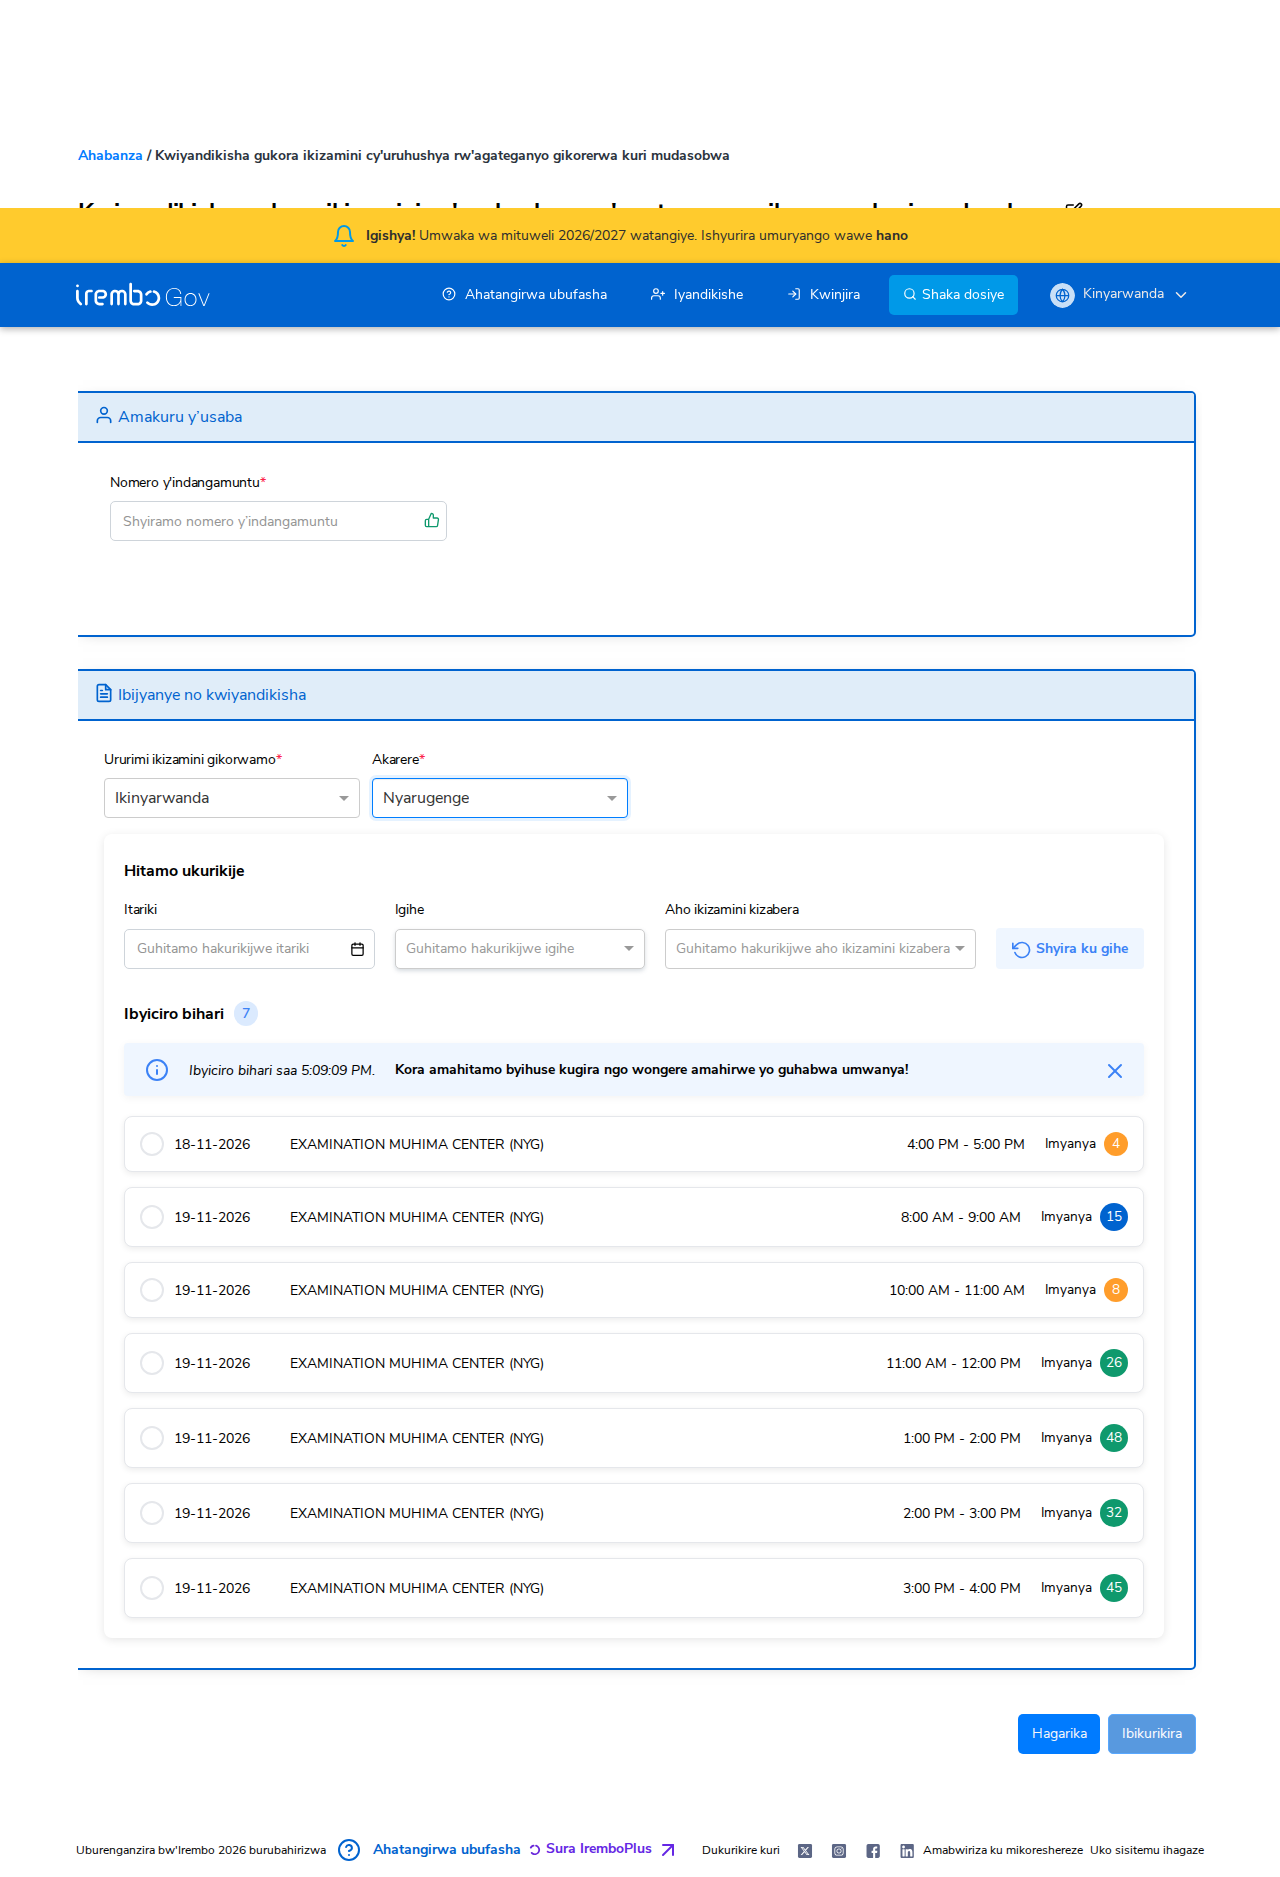 Ahabanza / Kwiyandikisha gukora ikizamini cy'uruhushya rw'agateganyo gikorerwa kuri mudasobwa
Igishya! Umwaka wa mituweli 2026/2027 watangiye. Ishyurira umuryango wawe hano
irembo Gov
Ahatangirwa ubufasha
Iyandikishe
Kwinjira
Shaka dosiye
Kinyarwanda
Amakuru y’usaba
Nomero y'indangamuntu*
Shyiramo nomero y’indangamuntu
Ibijyanye no kwiyandikisha
Ururimi ikizamini gikorwamo* Akarere*
Ikinyarwanda Nyarugenge
Hitamo ukurikije
Itariki Igihe Aho ikizamini kizabera
Guhitamo hakurikijwe itariki Guhitamo hakurikijwe igihe Guhitamo hakurikijwe aho ikizamini kizabera Shyira ku gihe
Ibyiciro bihari 7
Ibyiciro bihari saa 5:09:09 PM. Kora amahitamo byihuse kugira ngo wongere amahirwe yo guhabwa umwanya!
18-11-2026 EXAMINATION MUHIMA CENTER (NYG) 4:00 PM - 5:00 PM Imyanya 4
19-11-2026 EXAMINATION MUHIMA CENTER (NYG) 8:00 AM - 9:00 AM Imyanya 15
19-11-2026 EXAMINATION MUHIMA CENTER (NYG) 10:00 AM - 11:00 AM Imyanya 8
19-11-2026 EXAMINATION MUHIMA CENTER (NYG) 11:00 AM - 12:00 PM Imyanya 26
19-11-2026 EXAMINATION MUHIMA CENTER (NYG) 1:00 PM - 2:00 PM Imyanya 48
19-11-2026 EXAMINATION MUHIMA CENTER (NYG) 2:00 PM - 3:00 PM Imyanya 32
19-11-2026 EXAMINATION MUHIMA CENTER (NYG) 3:00 PM - 4:00 PM Imyanya 45
Hagarika Ibikurikira
Uburenganzira bw'Irembo 2026 burubahirizwa Ahatangirwa ubufasha Sura IremboPlus Dukurikire kuri Amabwiriza ku mikoreshereze Uko sisitemu ihagaze